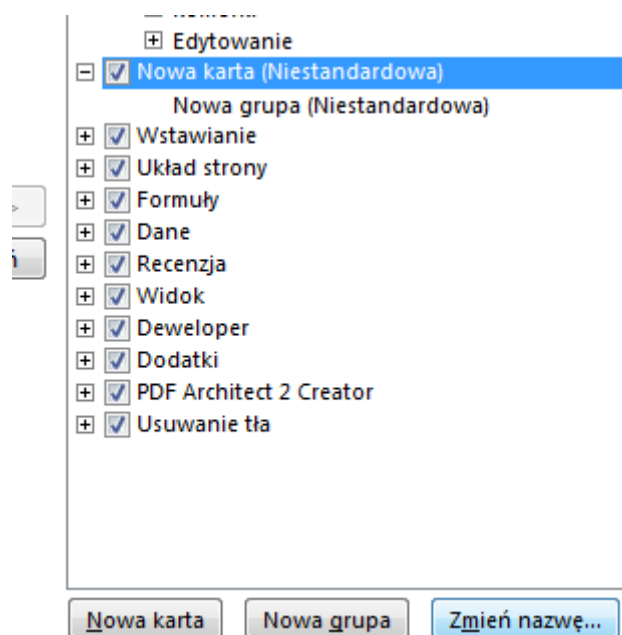 Edytowanie
Nowa karta (Niestandardowa)
Nowa grupa (Niestandardowa)
Wstawianie
Układ strony
Formuły
Dane
Recenzja
Widok
Deweloper
Dodatki
PDF Architect 2 Creator
Usuwanie tła
Nowa karta Nowa grupa Zmień nazwę...